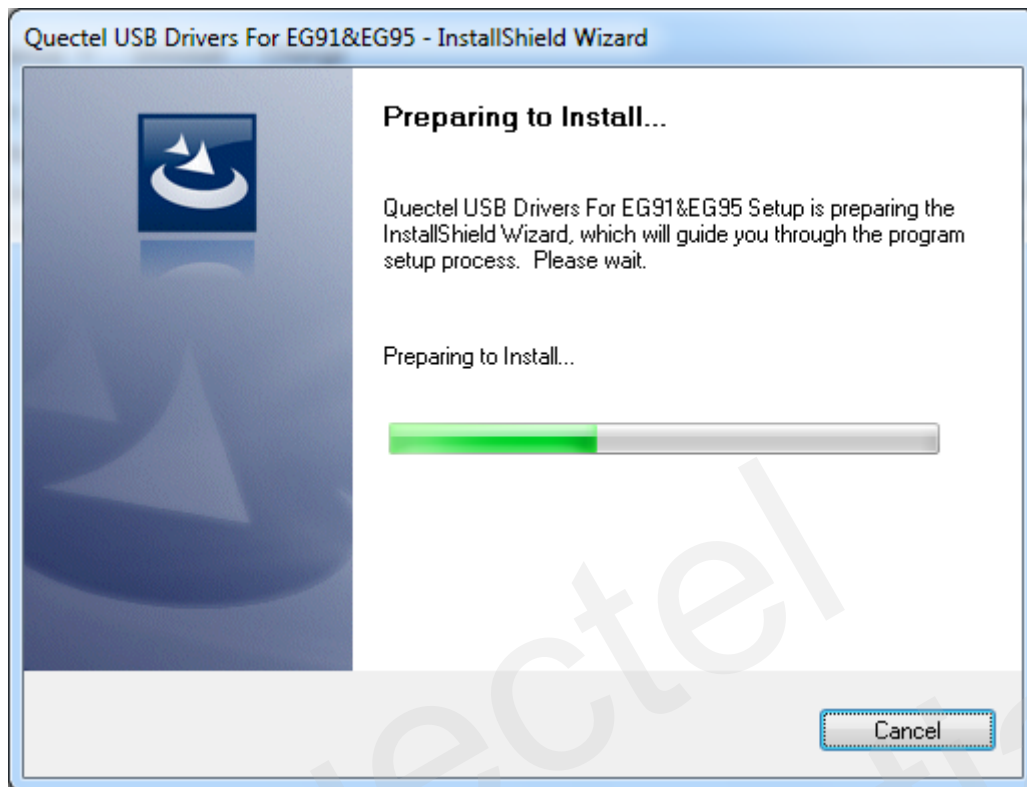 Quectel USB Drivers For EG91&EG95 - InstallShield Wizard
Preparing to Install...
Quectel USB Drivers For EG91&EG95 Setup is preparing the
InstallShield Wizard, which will guide you through the program
setup process.  Please wait.
Preparing to Install...
ectel
Cancel